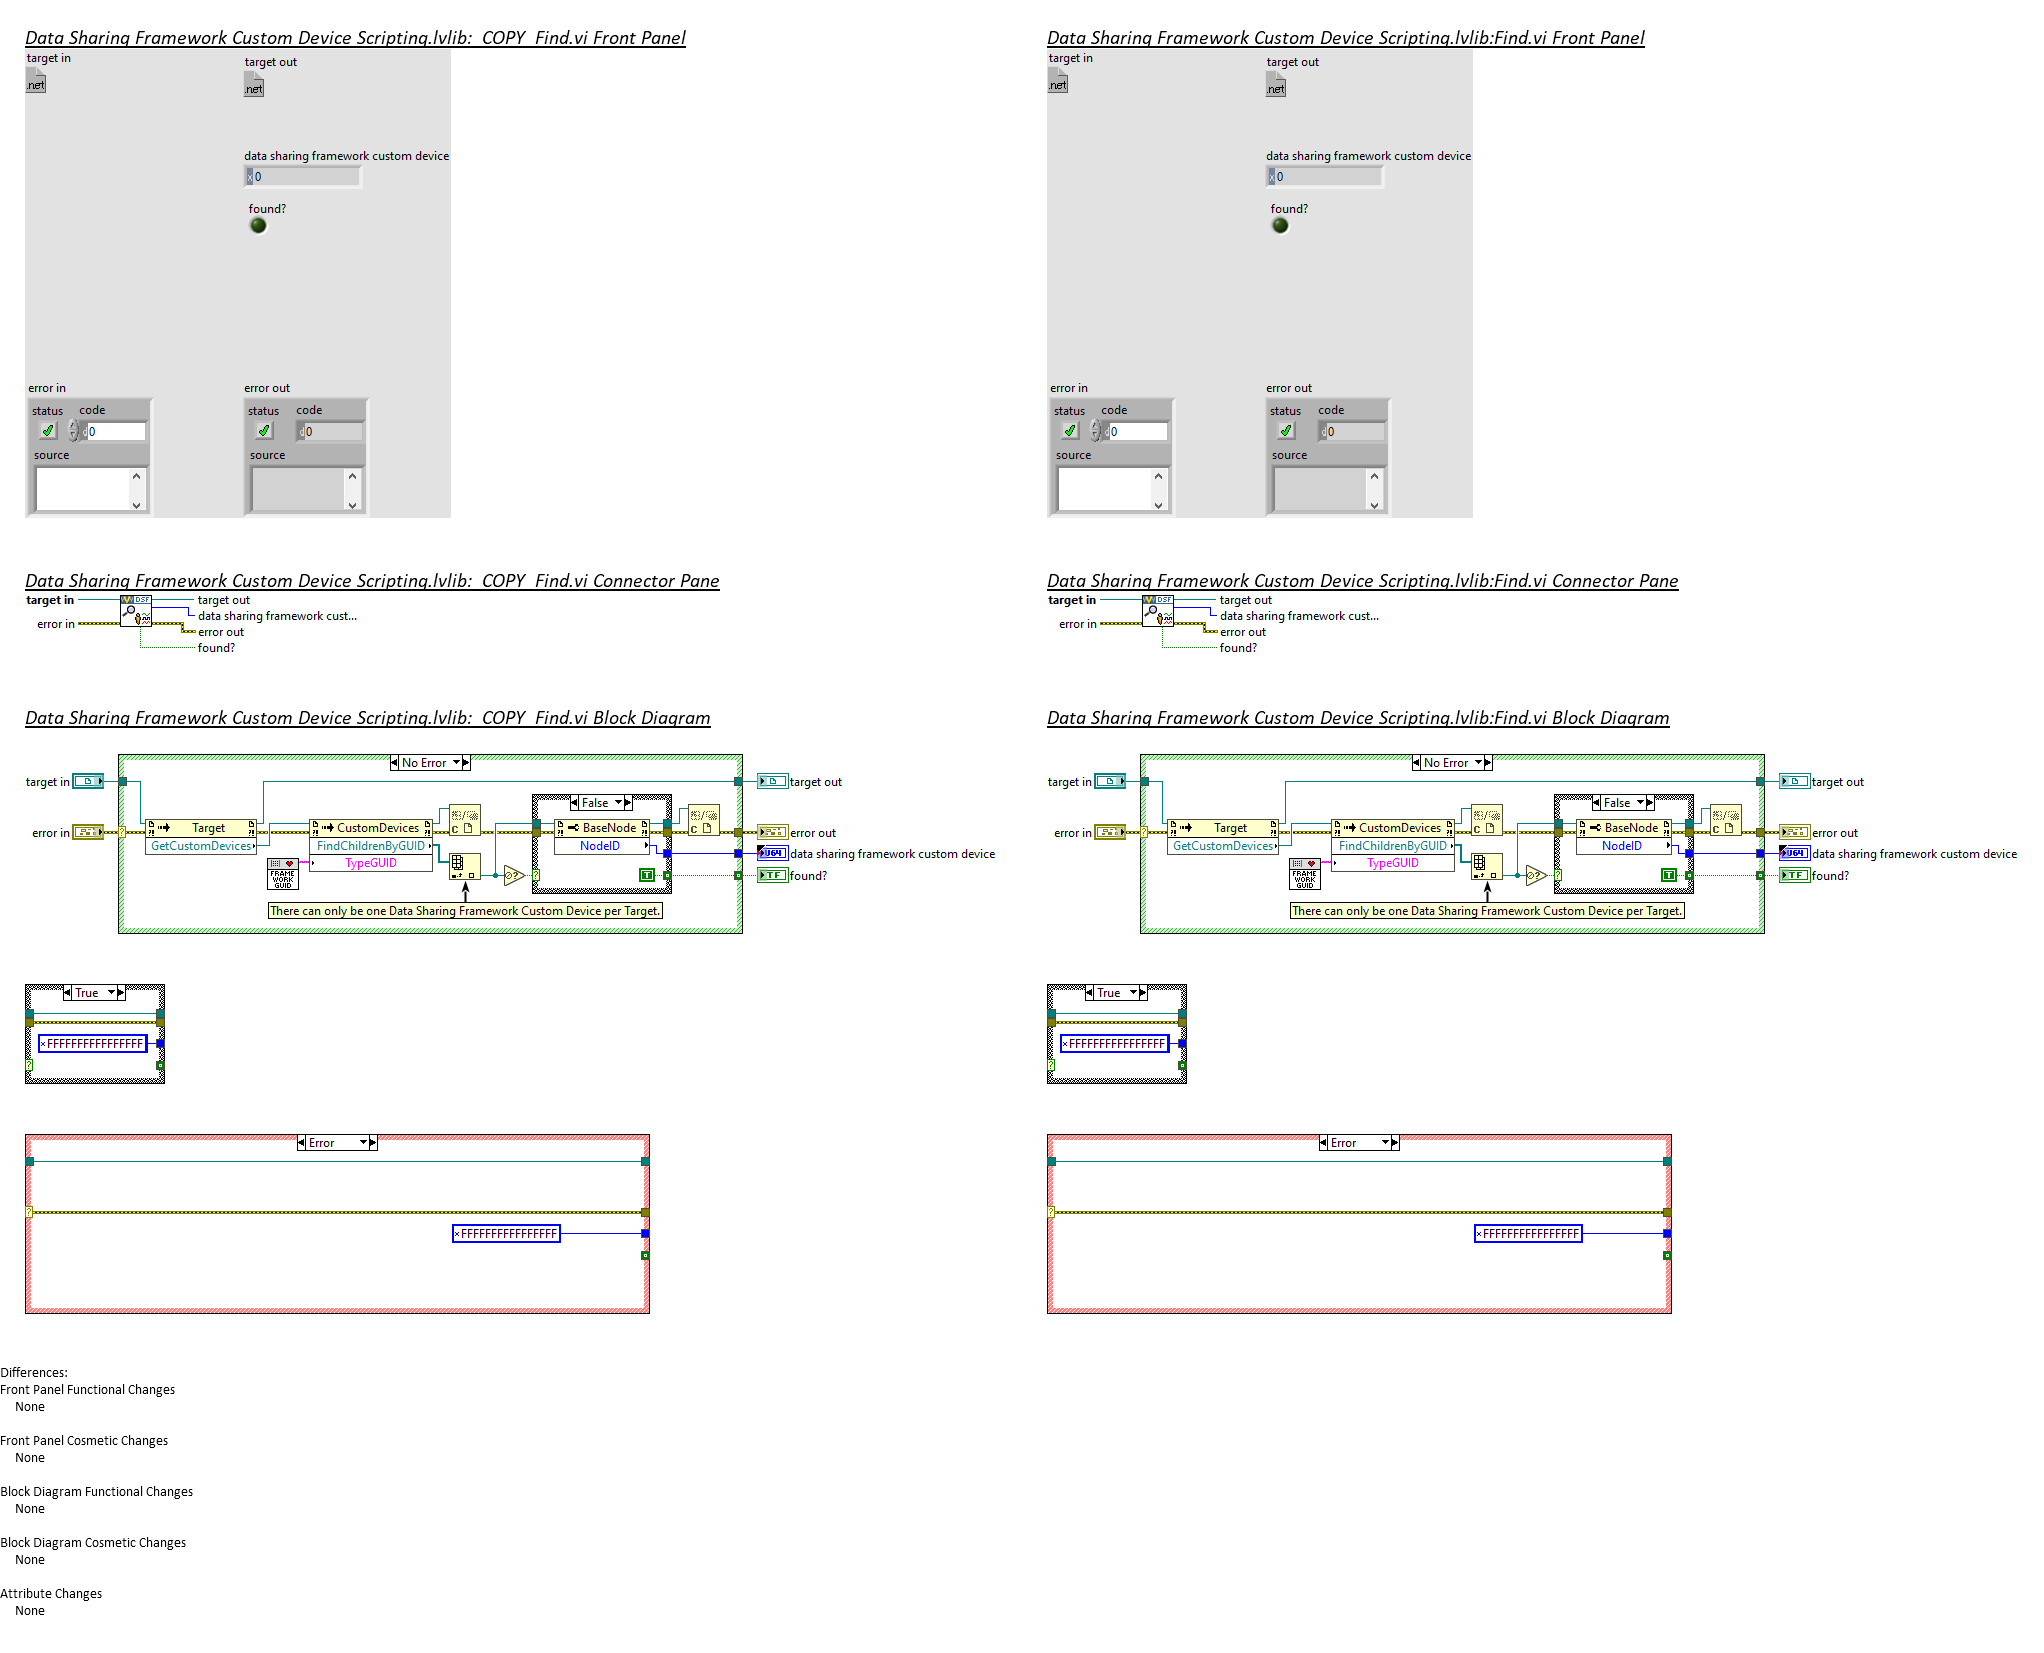 Data Sharing Framework Custom Device Scripting.lvlib:_COPY_Find.vi Front Panel
target in
.net
target out
.net
data sharing framework custom device
x 0
found?
error in
status code
d 0
source
error out
status code
d 0
source
Data Sharing Framework Custom Device Scripting.lvlib:Find.vi Front Panel
target in
.net
target out
.net
data sharing framework custom device
x 0
found?
error in
status code
d 0
source
error out
status code
d 0
source
Data Sharing Framework Custom Device Scripting.lvlib:_COPY_Find.vi Connector Pane
target in
error in
DSF
target out
data sharing framework cust...
error out
found?
Data Sharing Framework Custom Device Scripting.lvlib:Find.vi Connector Pane
target in
error in
DSF
target out
data sharing framework cust...
error out
found?
Data Sharing Framework Custom Device Scripting.lvlib:_COPY_Find.vi Block Diagram
No Error
target in
target out
False
error in
Target
CustomDevices
BaseNode
error out
GetCustomDevices
FindChildrenByGUID
NodeID
U64
data sharing framework custom device
TypeGUID
FRAME WORK GUID
T
TF
found?
There can only be one Data Sharing Framework Custom Device per Target.
True
×FFFFFFFFFFFFFFFF
Error
×FFFFFFFFFFFFFFFF
Data Sharing Framework Custom Device Scripting.lvlib:Find.vi Block Diagram
No Error
target in
target out
False
error in
Target
CustomDevices
BaseNode
error out
GetCustomDevices
FindChildrenByGUID
NodeID
U64
data sharing framework custom device
TypeGUID
FRAME WORK GUID
T
TF
found?
There can only be one Data Sharing Framework Custom Device per Target.
True
×FFFFFFFFFFFFFFFF
Error
×FFFFFFFFFFFFFFFF
Differences:
Front Panel Functional Changes
None
Front Panel Cosmetic Changes
None
Block Diagram Functional Changes
None
Block Diagram Cosmetic Changes
None
Attribute Changes
None